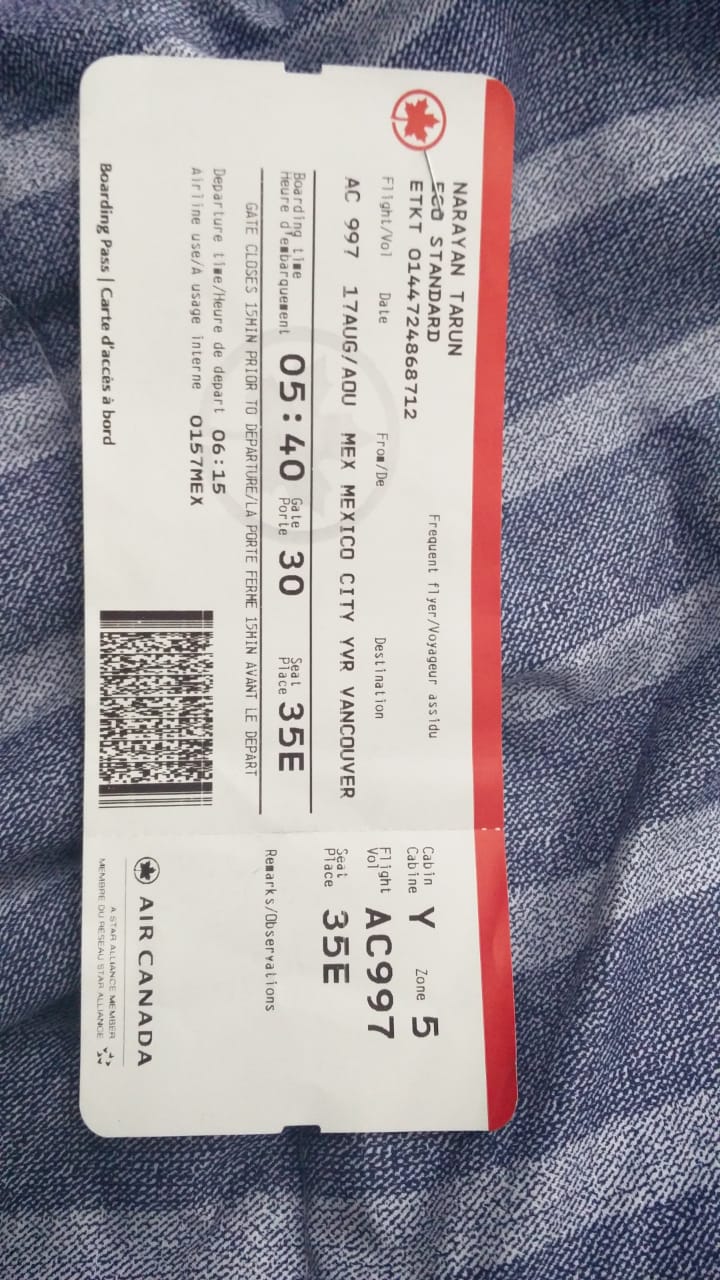 NARAYAN TARUN
STANDARD
ETKT 0144724868712
Frequent flyer/Voyageur assidu
Flight/Vol Date From/De Destination
AC 997 17AUG/AOU MEX MEXICO CITY YVR VANCOUVER
Boarding time Gate Seat
Heure d'embarquement 05:40 Porte 30 Place 35E
GATE CLOSES 15MIN PRIOR TO DEPARTURE/LA PORTE FERME 15MIN AVANT LE DEPART
Departure time/Heure de depart 06:15
Airline use/A usage interne 0157MEX
Boarding Pass | Carte d'accès à bord
Cabin
Cabine Y Zone 5
Flight
Vol AC997
Seat
Place 35E
Remarks/Observations
AIR CANADA
A STAR ALLIANCE MEMBER
MEMBRE DU RÉSEAU STAR ALLIANCE